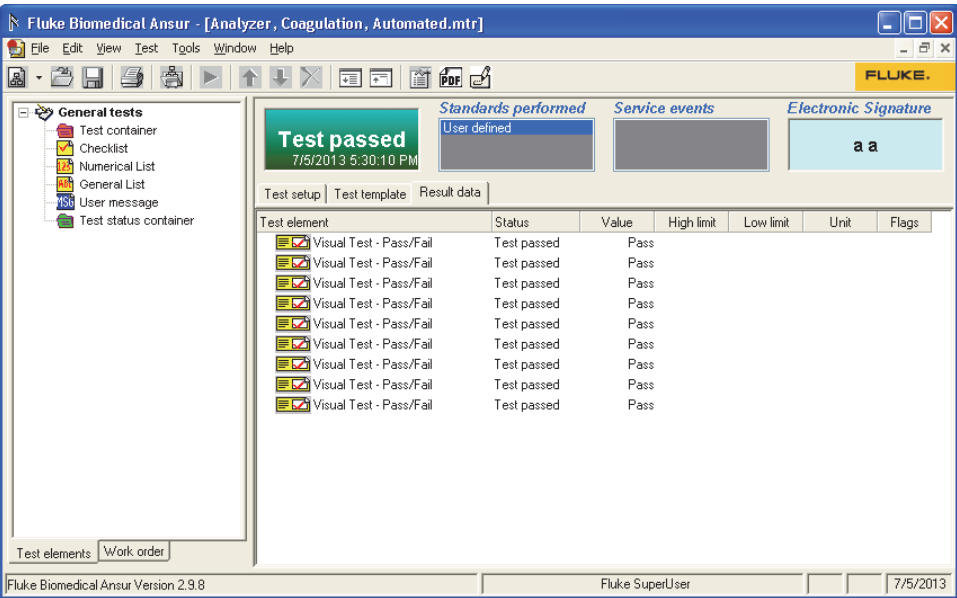 Fluke Biomedical Ansur - [Analyzer, Coagulation, Automated.mtr]
File Edit View Test Tools Window Help
PDF
FLUKE.
General tests
Test container
Checklist
123 Numerical List
AB1 General List
MSG User message
Test status container
Test elements Work order
Test passed
7/5/2013 5:30:10 PM
Standards performed
User defined
Service events
Electronic Signature
a a
Test setup Test template Result data
Test element Status Value High limit Low limit Unit Flags
Visual Test - Pass/Fail Test passed Pass
Visual Test - Pass/Fail Test passed Pass
Visual Test - Pass/Fail Test passed Pass
Visual Test - Pass/Fail Test passed Pass
Visual Test - Pass/Fail Test passed Pass
Visual Test - Pass/Fail Test passed Pass
Visual Test - Pass/Fail Test passed Pass
Visual Test - Pass/Fail Test passed Pass
Visual Test - Pass/Fail Test passed Pass
Fluke Biomedical Ansur Version 2.9.8 Fluke SuperUser 7/5/2013